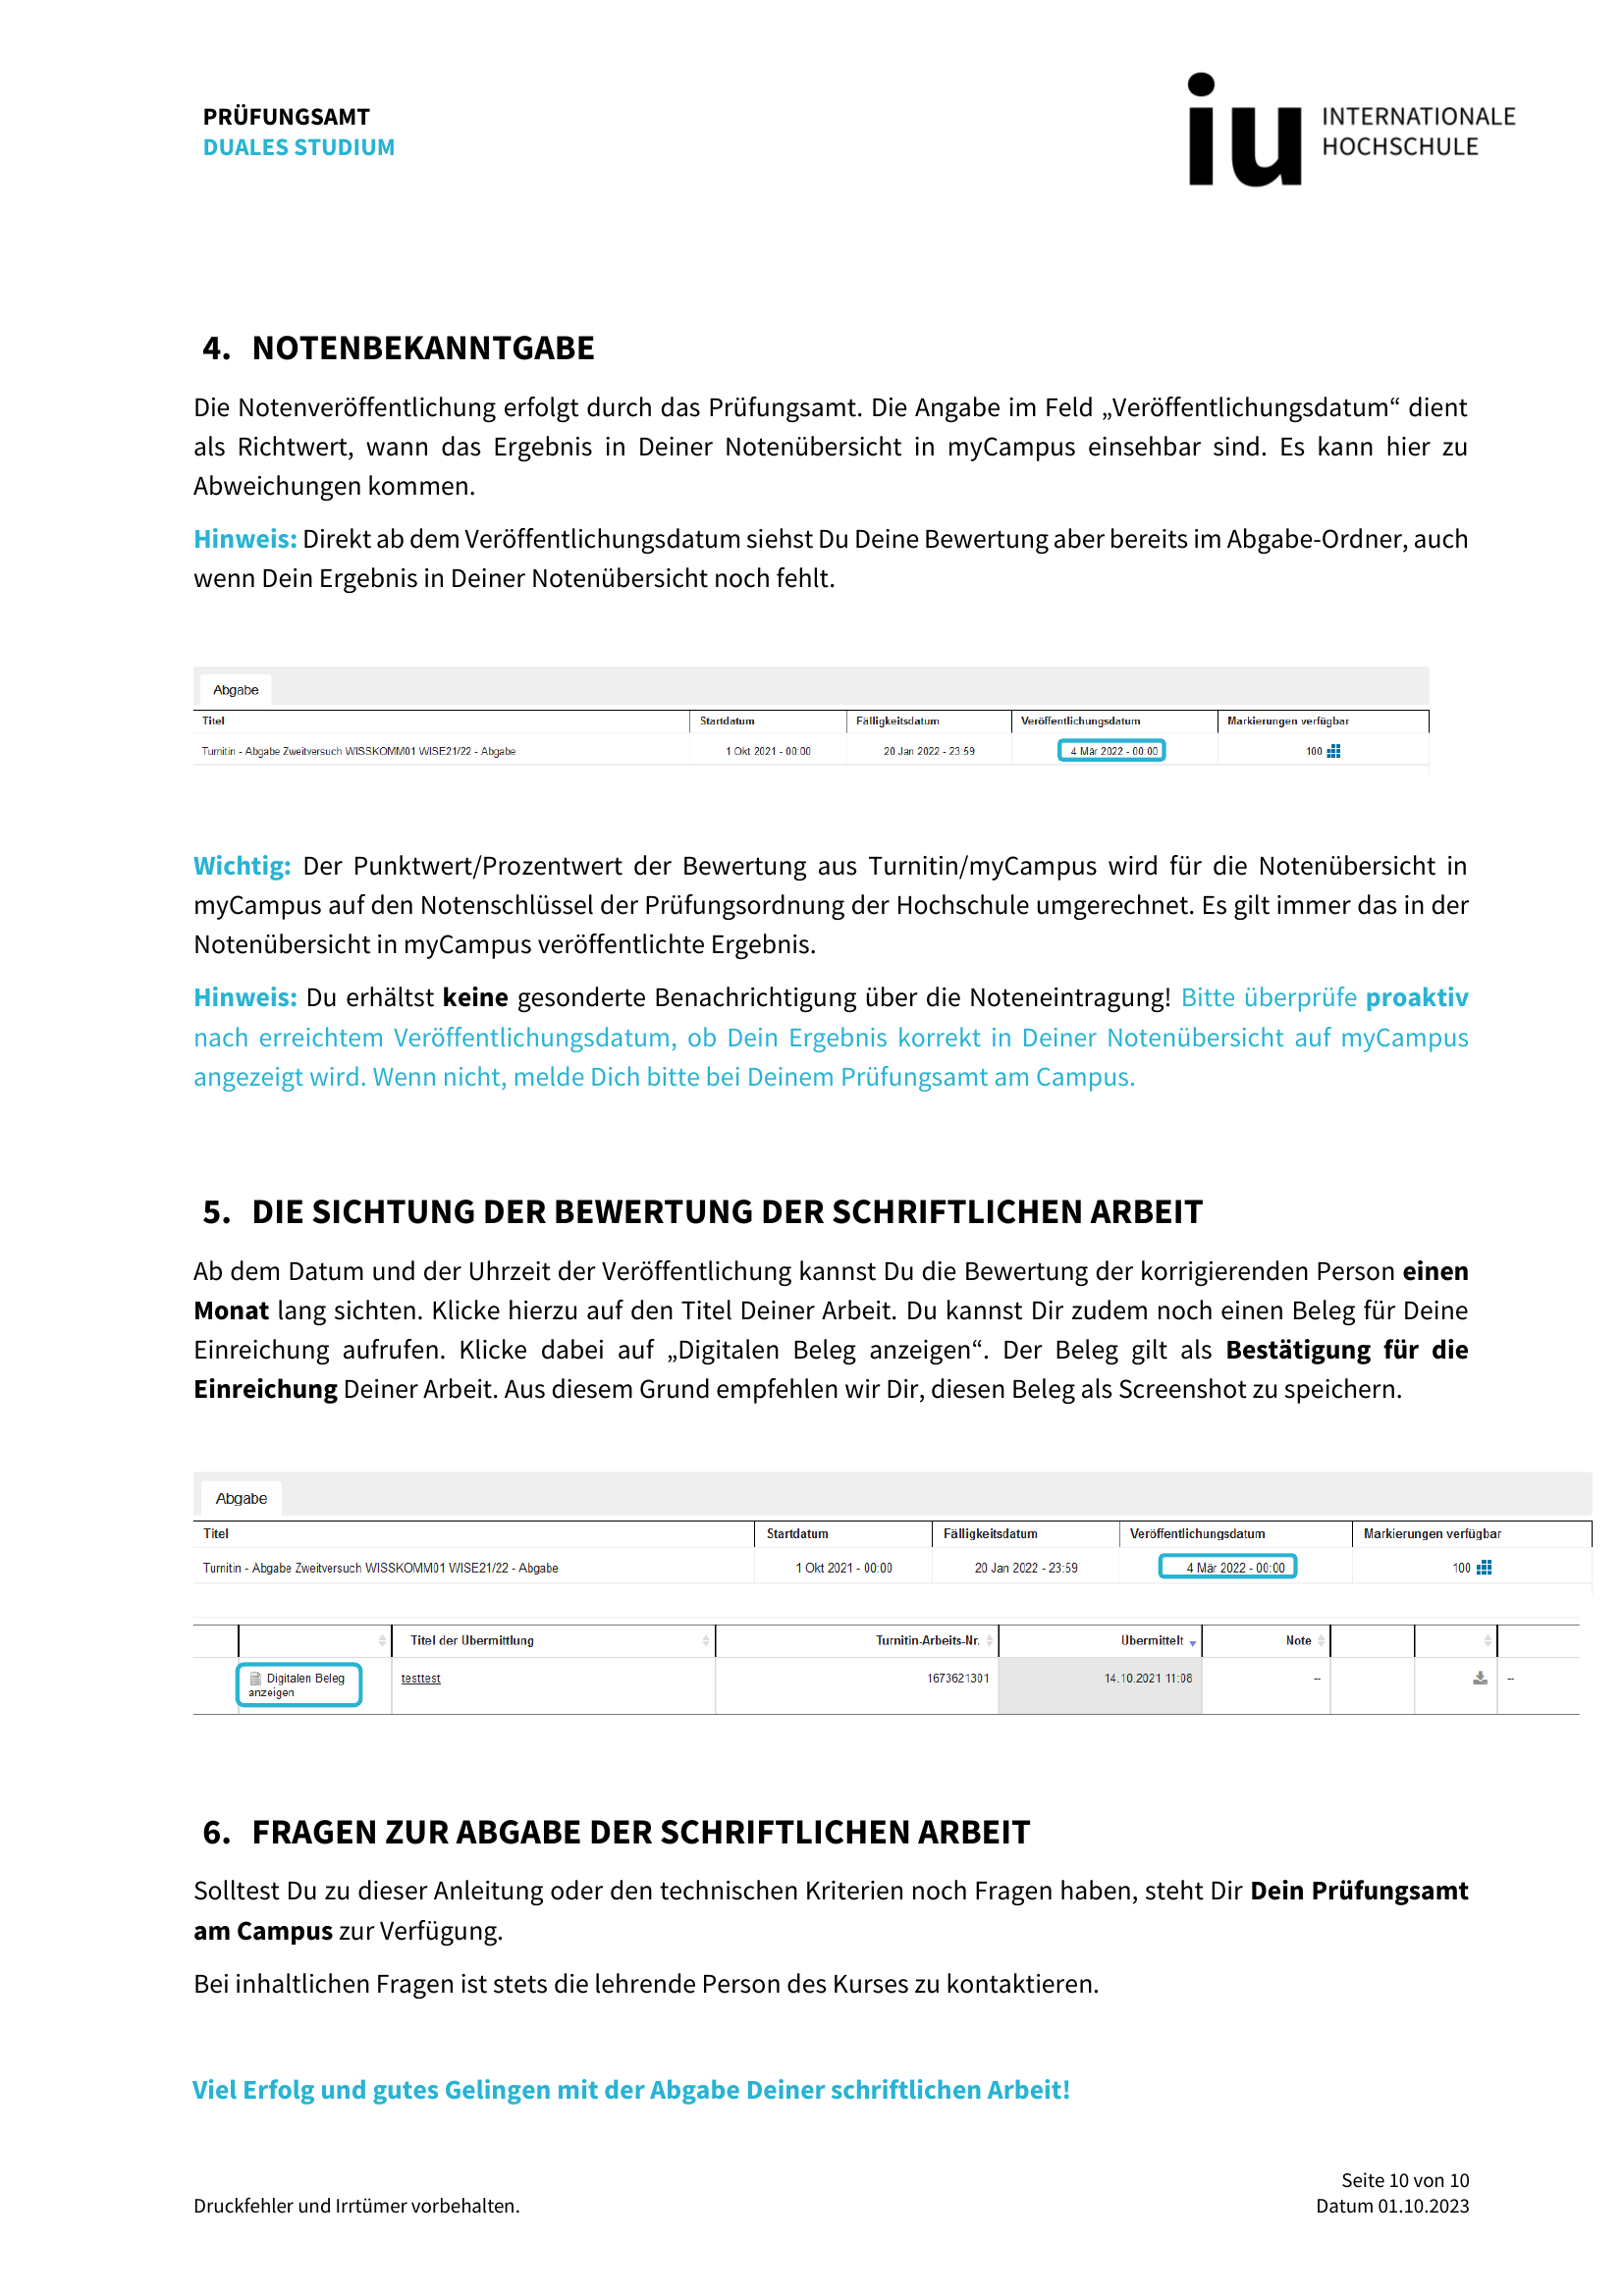 PRÜFUNGSAMT
DUALES STUDIUM
iu INTERNATIONALE
HOCHSCHULE
4. NOTENBEKANNTGABE
Die Notenveröffentlichung erfolgt durch das Prüfungsamt. Die Angabe im Feld „Veröffentlichungsdatum“ dient
als Richtwert, wann das Ergebnis in Deiner Notenübersicht in myCampus einsehbar sind. Es kann hier zu
Abweichungen kommen.
Hinweis: Direkt ab dem Veröffentlichungsdatum siehst Du Deine Bewertung aber bereits im Abgabe-Ordner, auch
wenn Dein Ergebnis in Deiner Notenübersicht noch fehlt.
Abgabe
Titel Startdatum Fälligkeitsdatum Veröffentlichungsdatum Markierungen verfügbar
Turnitin - Abgabe Zweitversuch WISSKOMM01 WISE21/22 - Abgabe 1 Okt 2021 - 00:00 20 Jan 2022 - 23:59 4 Mär 2022 - 00:00 100
Wichtig: Der Punktwert/Prozentwert der Bewertung aus Turnitin/myCampus wird für die Notenübersicht in
myCampus auf den Notenschlüssel der Prüfungsordnung der Hochschule umgerechnet. Es gilt immer das in der
Notenübersicht in myCampus veröffentlichte Ergebnis.
Hinweis: Du erhältst keine gesonderte Benachrichtigung über die Noteneintragung! Bitte überprüfe proaktiv
nach erreichtem Veröffentlichungsdatum, ob Dein Ergebnis korrekt in Deiner Notenübersicht auf myCampus
angezeigt wird. Wenn nicht, melde Dich bitte bei Deinem Prüfungsamt am Campus.
5. DIE SICHTUNG DER BEWERTUNG DER SCHRIFTLICHEN ARBEIT
Ab dem Datum und der Uhrzeit der Veröffentlichung kannst Du die Bewertung der korrigierenden Person einen
Monat lang sichten. Klicke hierzu auf den Titel Deiner Arbeit. Du kannst Dir zudem noch einen Beleg für Deine
Einreichung aufrufen. Klicke dabei auf „Digitalen Beleg anzeigen“. Der Beleg gilt als Bestätigung für die
Einreichung Deiner Arbeit. Aus diesem Grund empfehlen wir Dir, diesen Beleg als Screenshot zu speichern.
Abgabe
Titel Startdatum Fälligkeitsdatum Veröffentlichungsdatum Markierungen verfügbar
Turnitin - Abgabe Zweitversuch WISSKOMM01 WISE21/22 - Abgabe 1 Okt 2021 - 00:00 20 Jan 2022 - 23:59 4 Mär 2022 - 00:00 100
Titel der Übermittlung Turnitin-Arbeits-Nr. Übermittelt Note
Digitalen Beleg testtest 1673621301 14.10.2021 11:08 -- --
anzeigen
6. FRAGEN ZUR ABGABE DER SCHRIFTLICHEN ARBEIT
Solltest Du zu dieser Anleitung oder den technischen Kriterien noch Fragen haben, steht Dir Dein Prüfungsamt
am Campus zur Verfügung.
Bei inhaltlichen Fragen ist stets die lehrende Person des Kurses zu kontaktieren.
Viel Erfolg und gutes Gelingen mit der Abgabe Deiner schriftlichen Arbeit!
Seite 10 von 10
Druckfehler und Irrtümer vorbehalten. Datum 01.10.2023